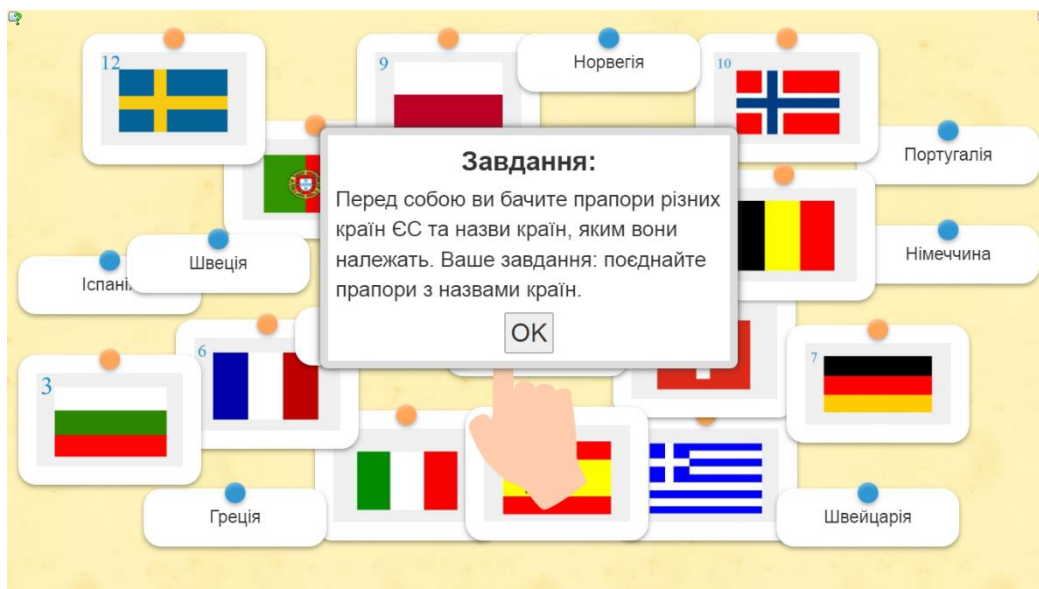 12
9
Норвегія
10
Португалія
Завдання:
Перед собою ви бачите прапори різних
країн ЄС та назви країн, яким вони
належать. Ваше завдання: поєднайте
прапори з назвами країн.
OK
Швеція
Німеччина
6
7
3
Греція
Швейцарія